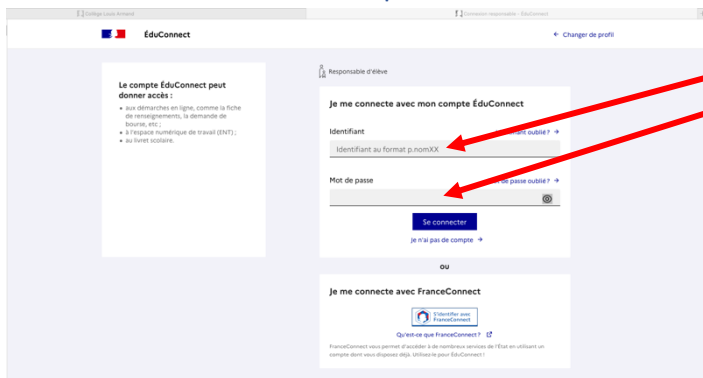 Collège Louis Armand
Connexion responsable - ÉduConnect
ÉduConnect
← Changer de profil
Le compte ÉduConnect peut
donner accès :
• aux démarches en ligne, comme la fiche
de renseignements, la demande de
bourse, etc ;
• à l'espace numérique de travail (ENT) ;
• au livret scolaire.
Responsable d'élève
Je me connecte avec mon compte ÉduConnect
Identifiant
oublié ? →
Identifiant au format p.nomXX
Mot de passe
de passe oublié ? →
Se connecter
Je n'ai pas de compte →
ou
Je me connecte avec FranceConnect
S'identifier avec
FranceConnect
Qu'est-ce que FranceConnect ?
FranceConnect vous permet d'accéder à de nombreux services de l'État en utilisant un
compte dont vous disposez déjà. Utilisez-le pour ÉduConnect !